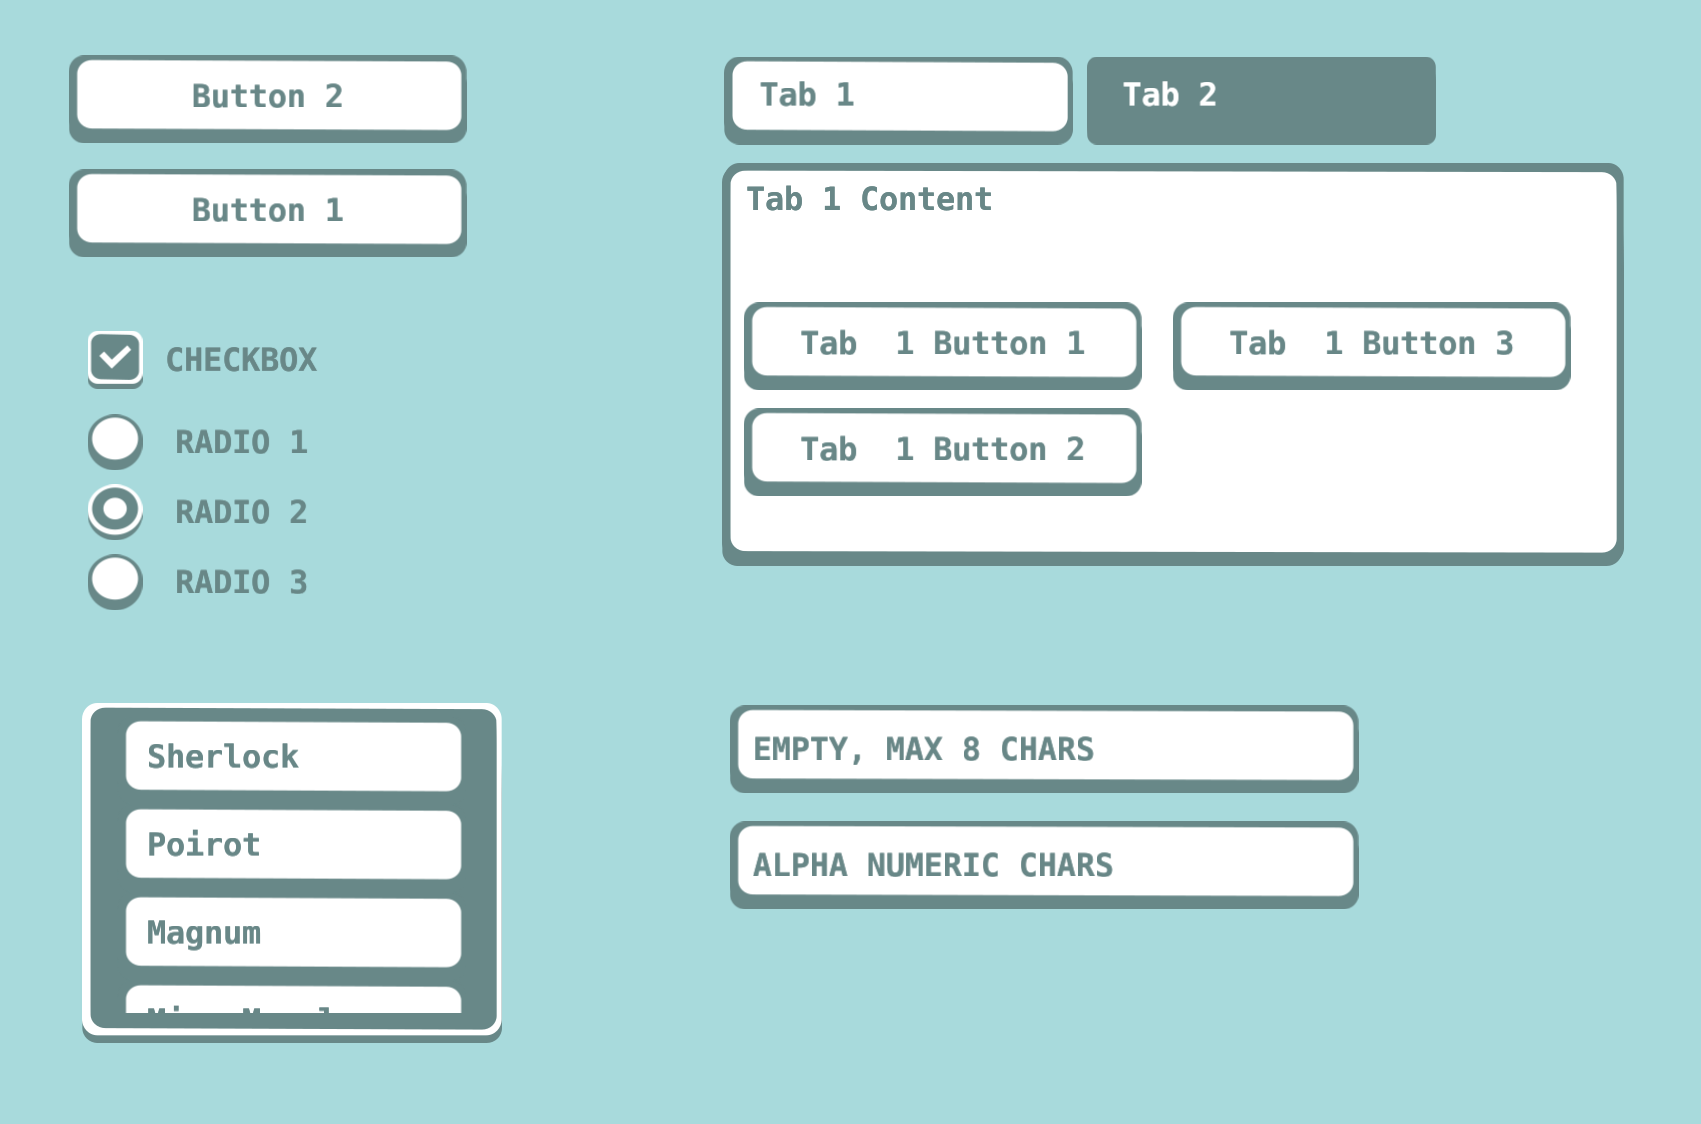 Button 2
Button 1
CHECKBOX
RADIO 1
RADIO 2
RADIO 3
Sherlock
Poirot
Magnum
Tab 1
Tab 2
Tab 1 Content
Tab  1 Button 1
Tab  1 Button 3
Tab  1 Button 2
EMPTY, MAX 8 CHARS
ALPHA NUMERIC CHARS